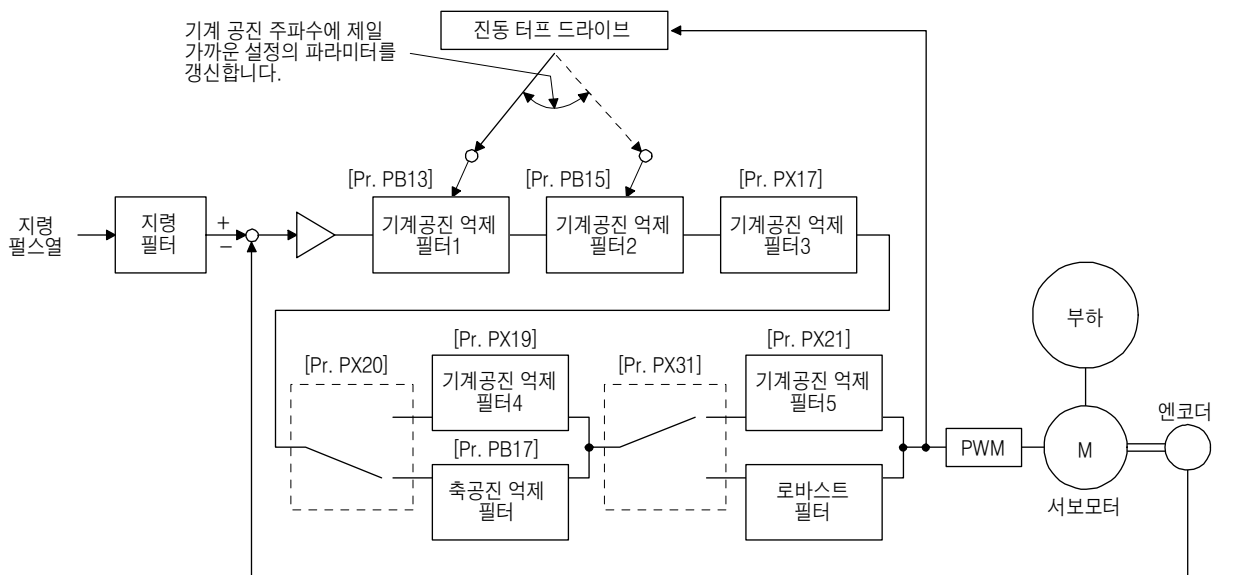 기계 공진 주파수에 제일
가까운 설정의 파라미터를
갱신합니다.
진동 터프 드라이브
[Pr. PB13]
[Pr. PB15]
[Pr. PX17]
지령
펄스열
지령
필터
+
−
기계공진 억제
필터1
기계공진 억제
필터2
기계공진 억제
필터3
부하
[Pr. PX20]
[Pr. PX19]
기계공진 억제
필터4
[Pr. PX31]
[Pr. PX21]
기계공진 억제
필터5
[Pr. PB17]
축공진 억제
필터
로바스트
필터
PWM
M
서보모터
엔코더